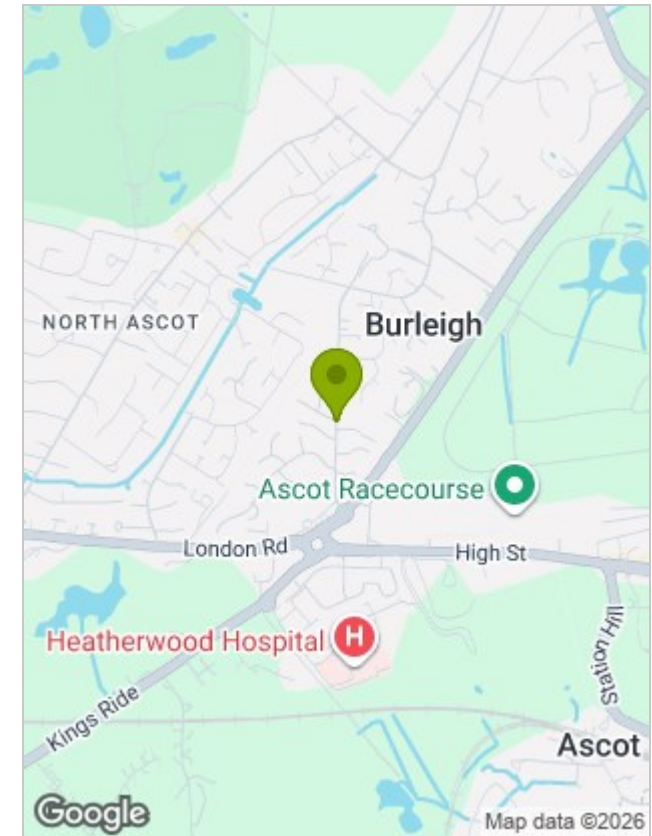 Burleigh
NORTH ASCOT
Ascot Racecourse
London Rd
High St
Heatherwood Hospital
H
Station Hill
Kings Ride
Ascot
Google
Map data ©2026